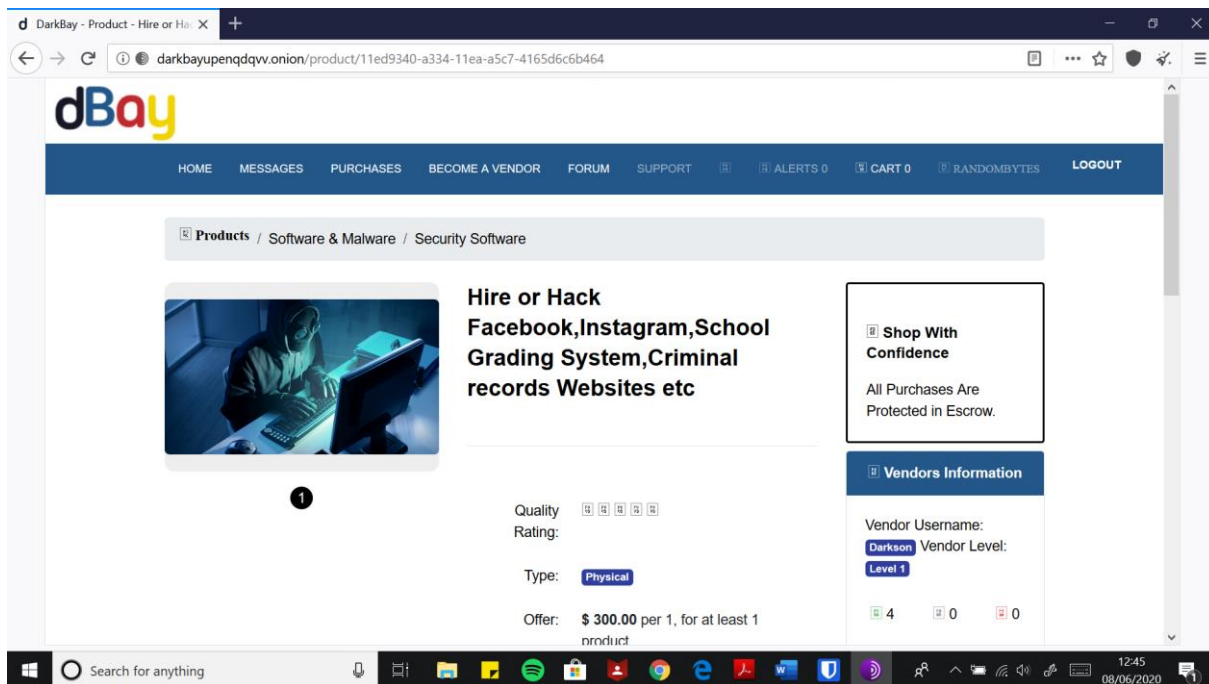 DarkBay - Product - Hire or Hac
darkbayupenqdqvv.onion/product/11ed9340-a334-11ea-a5c7-4165d6c6b464
dBay
HOME MESSAGES PURCHASES BECOME A VENDOR FORUM SUPPORT ALERTS 0 CART 0 RANDOMBYTES LOGOUT
Products / Software & Malware / Security Software
Hire or Hack
Facebook,Instagram,School
Grading System,Criminal
records Websites etc
1
Quality
Rating:
Type: Physical
Offer: $ 300.00 per 1, for at least 1
product
Shop With
Confidence
All Purchases Are
Protected in Escrow.
Vendors Information
Vendor Username:
Darkson Vendor Level:
Level 1
4 0 0
Search for anything
12:45
08/06/2020